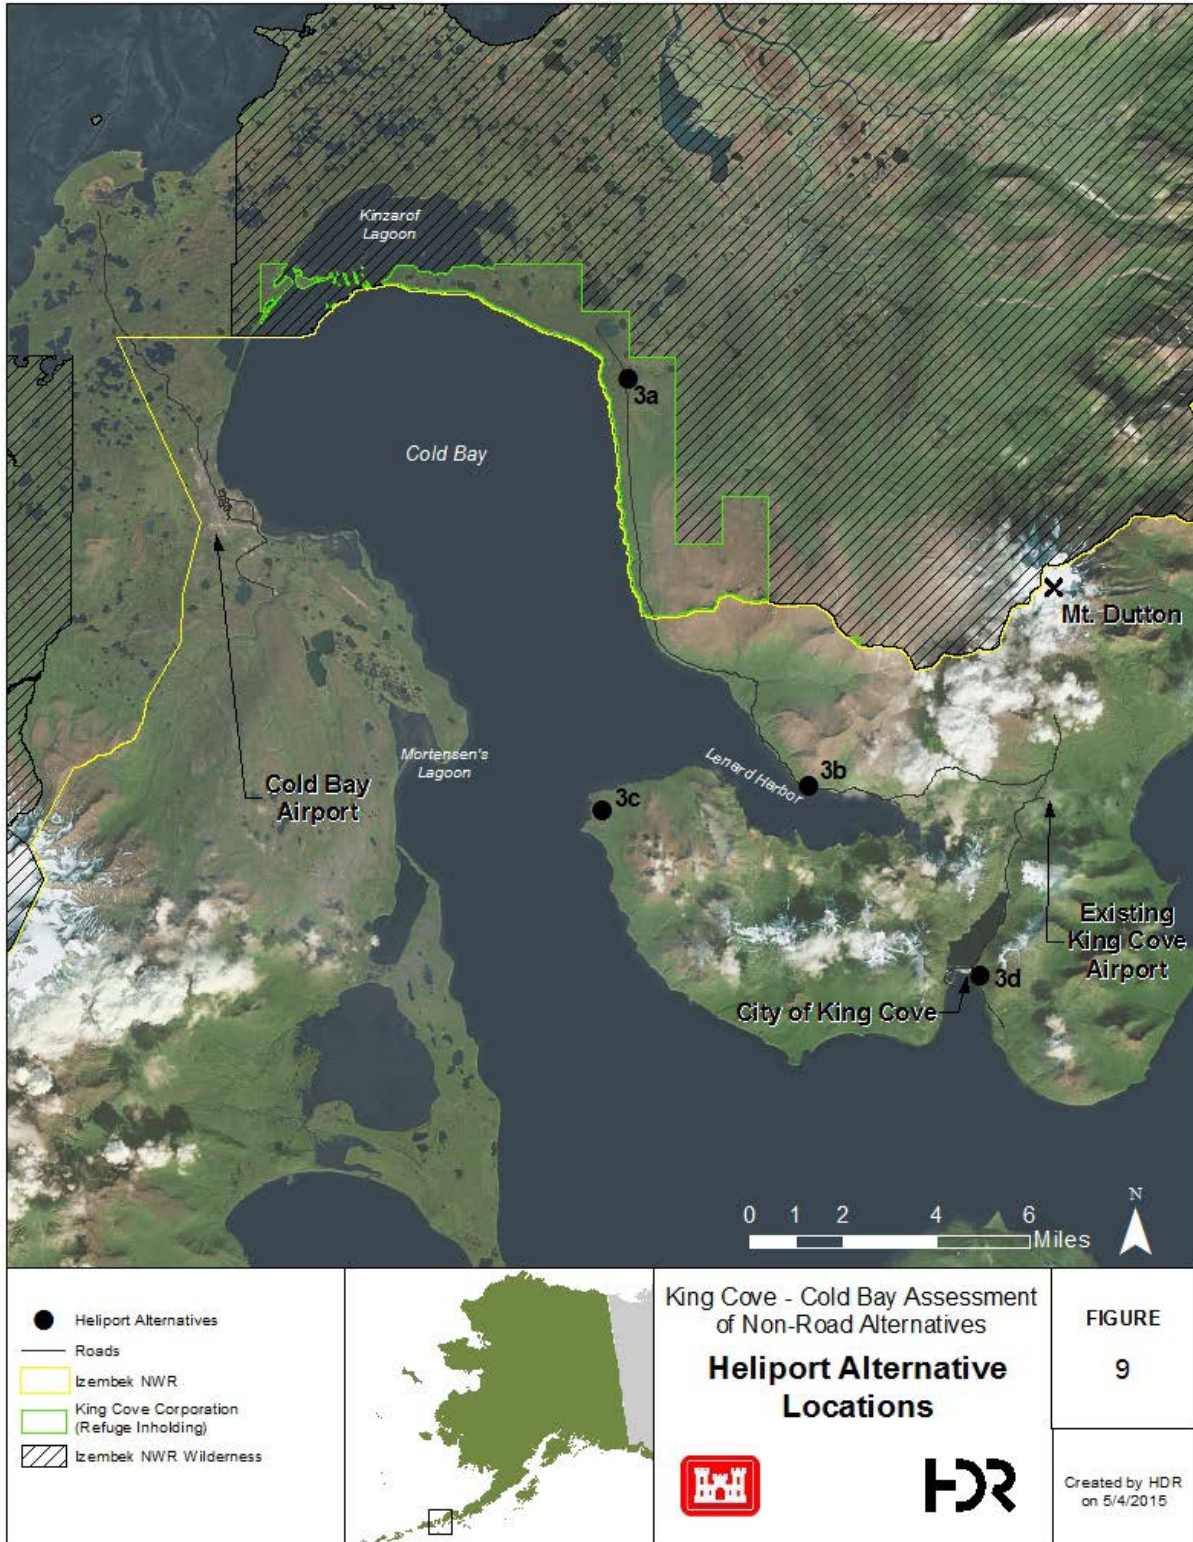 Kinzarof
Lagoon
3a
Cold Bay
Mt. Dutton
Mortensen's
Lagoon
Lenard Harbor
3b
Cold Bay
Airport
3c
Existing
King Cove
Airport
3d
City of King Cove
N
0 1 2 4 6
Miles
Heliport Alternatives
Roads
Izembek NWR
King Cove Corporation
(Refuge Inholding)
Izembek NWR Wilderness
King Cove - Cold Bay Assessment
of Non-Road Alternatives
Heliport Alternative
Locations
HDR
FIGURE
9
Created by HDR
on 5/4/2015